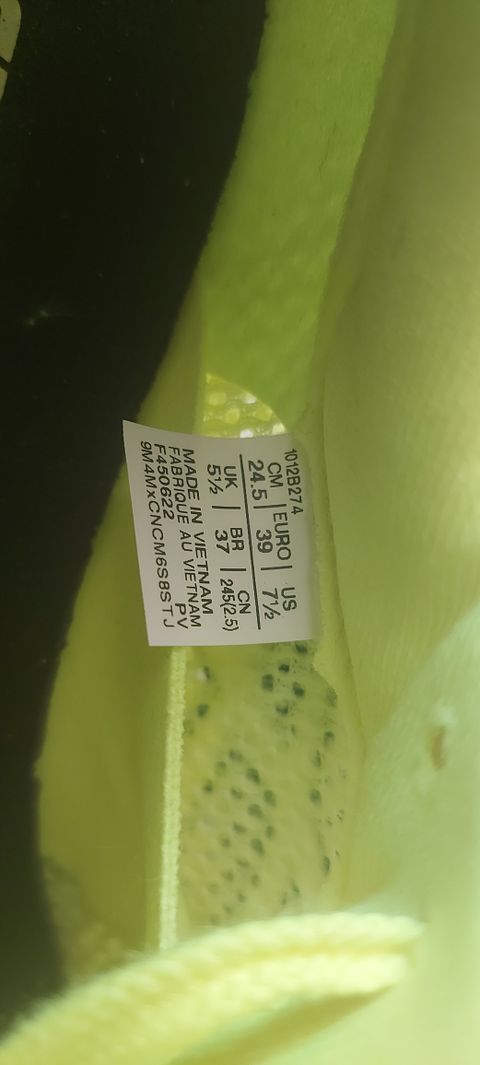 1012B274
CM | EURO | US
24.5 | 39 | 7½
UK | BR | CN
5½ | 37 | 245(2.5)
MADE IN VIETNAM
FABRIQUE AU VIETNAM
F450622 PV
9M4MxCNCM6S8STJ